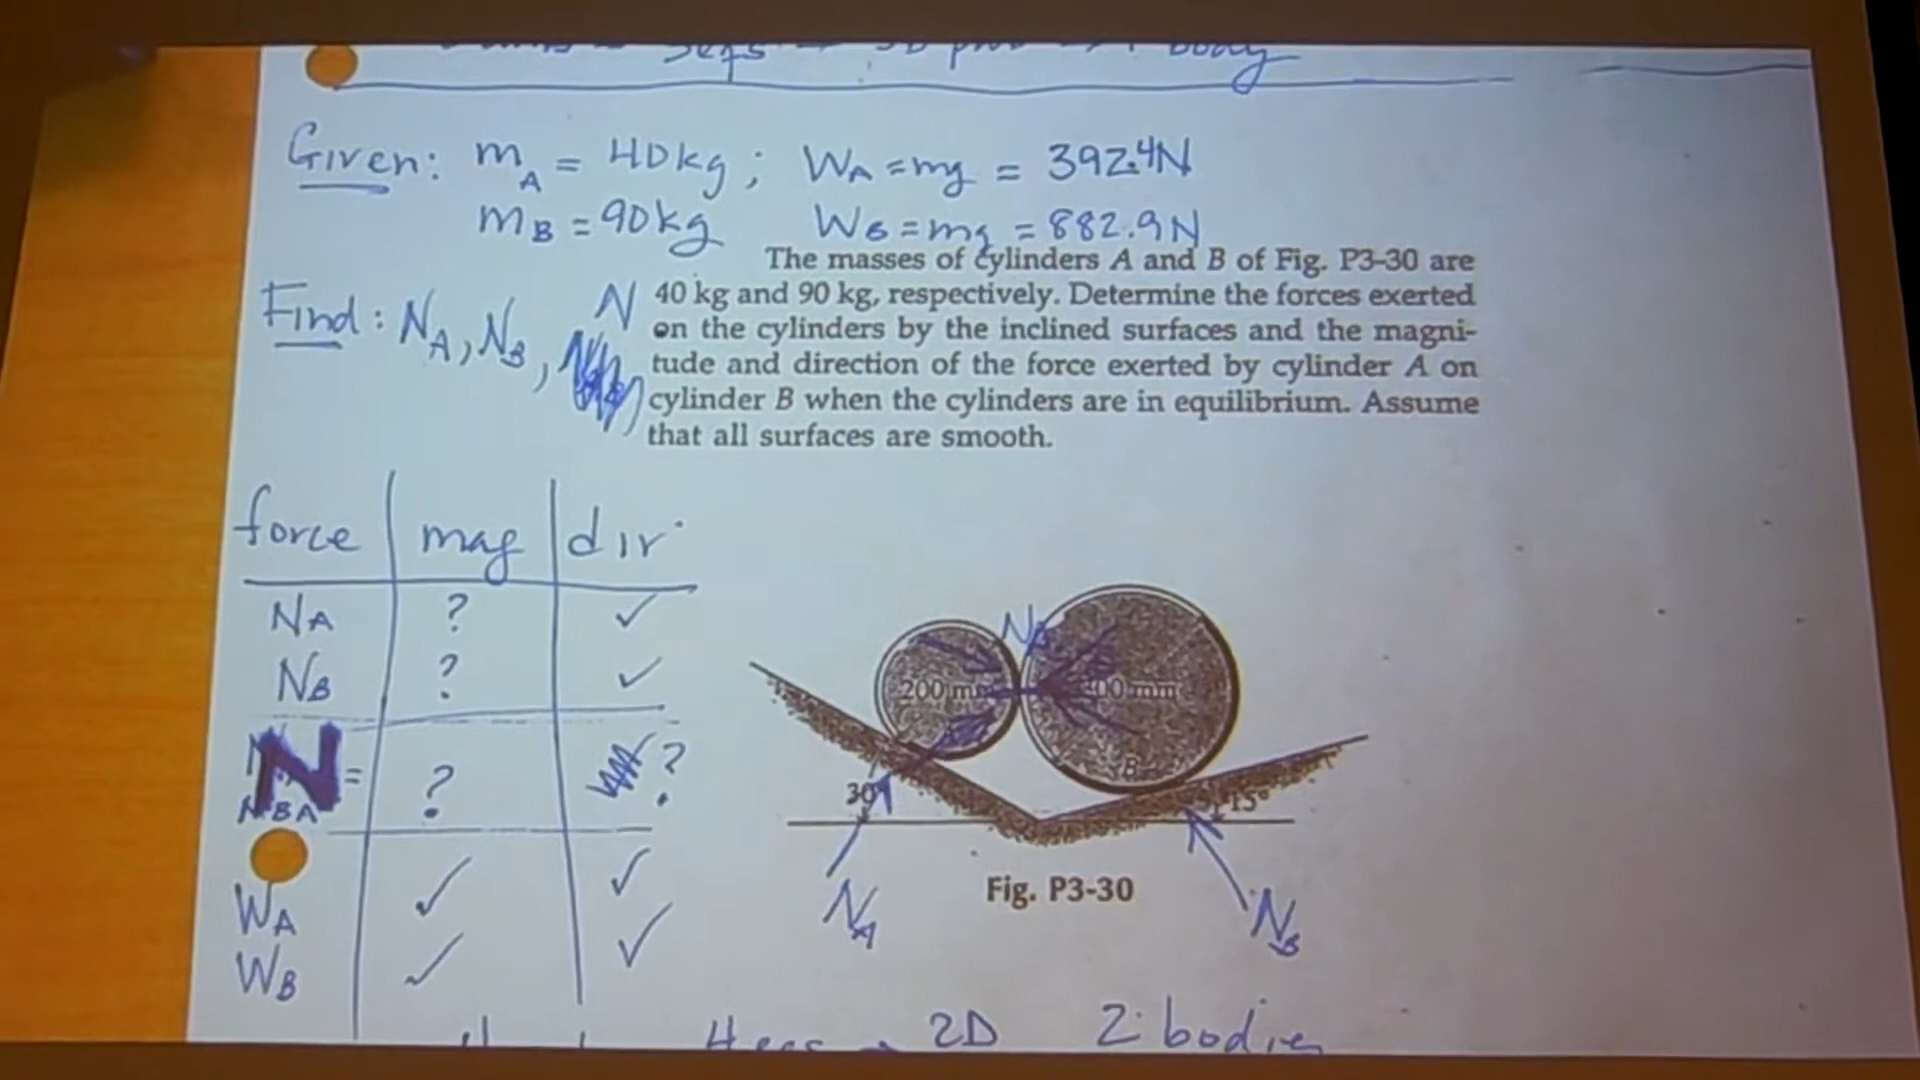 body
Given: mA = 40kg; WA = mg = 392.4N
mB = 90kg WB = mg = 882.9N
The masses of cylinders A and B of Fig. P3-30 are
40 kg and 90 kg, respectively. Determine the forces exerted
on the cylinders by the inclined surfaces and the magni-
tude and direction of the force exerted by cylinder A on
cylinder B when the cylinders are in equilibrium. Assume
that all surfaces are smooth.
Find: NA, NB, N
force mag dir
NA ? ✓
NB ? ✓
N = ? ?
NBA
WA ✓ ✓
WB ✓ ✓
200 mm 00 mm
B
30 15°
NA NB
Fig. P3-30
2D 2 bodies